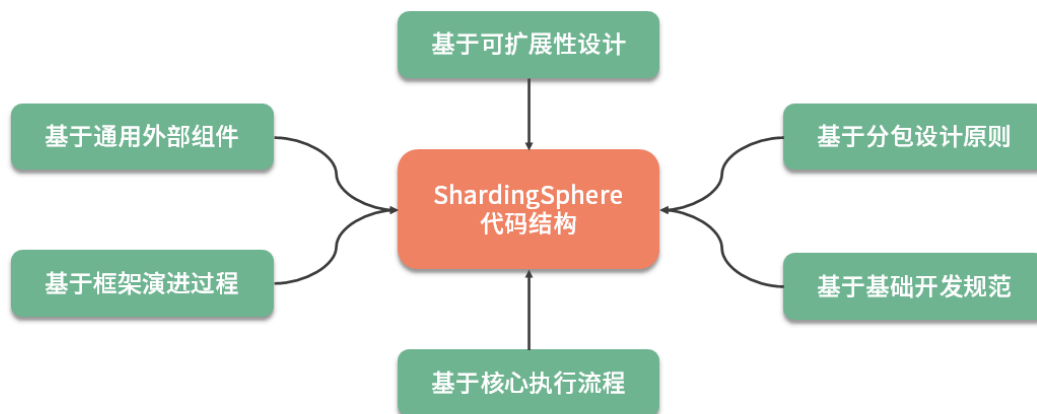 基于可扩展性设计
基于通用外部组件
基于分包设计原则
ShardingSphere
代码结构
基于框架演进过程
基于基础开发规范
基于核心执行流程